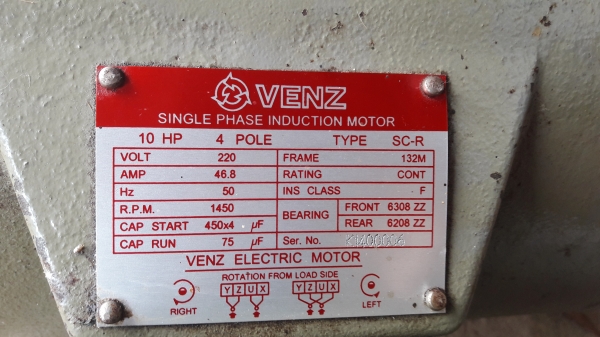 VENZ
SINGLE PHASE INDUCTION MOTOR
10 HP 4 POLE TYPE SC-R
VOLT 220 FRAME 132M
AMP 46.8 RATING CONT
Hz 50 INS CLASS F
R.P.M. 1450 BEARING FRONT 6308 ZZ
CAP START 450x4 µF REAR 6208 ZZ
CAP RUN 75 µF Ser. No.
VENZ ELECTRIC MOTOR
ROTATION FROM LOAD SIDE
Y Z U X Y Z U X
RIGHT LEFT